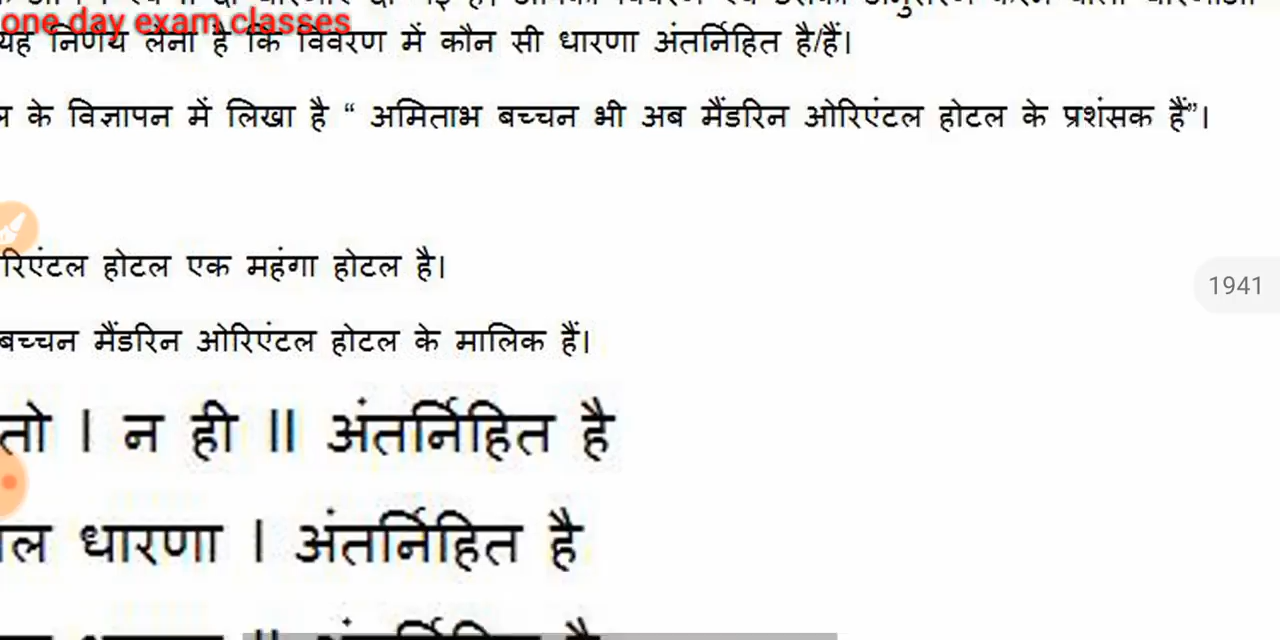 one day exam classes
यह निर्णय लेना है कि विवरण में कौन सी धारणा अंतर्निहित है/हैं।
के विज्ञापन में लिखा है “ अमिताभ बच्चन भी अब मैंडरिन ओरिएंटल होटल के प्रशंसक हैं”।
रिएंटल होटल एक महंगा होटल है।
1941
बच्चन मैंडरिन ओरिएंटल होटल के मालिक हैं।
तो I न ही II अंतर्निहित है
ल धारणा I अंतर्निहित है